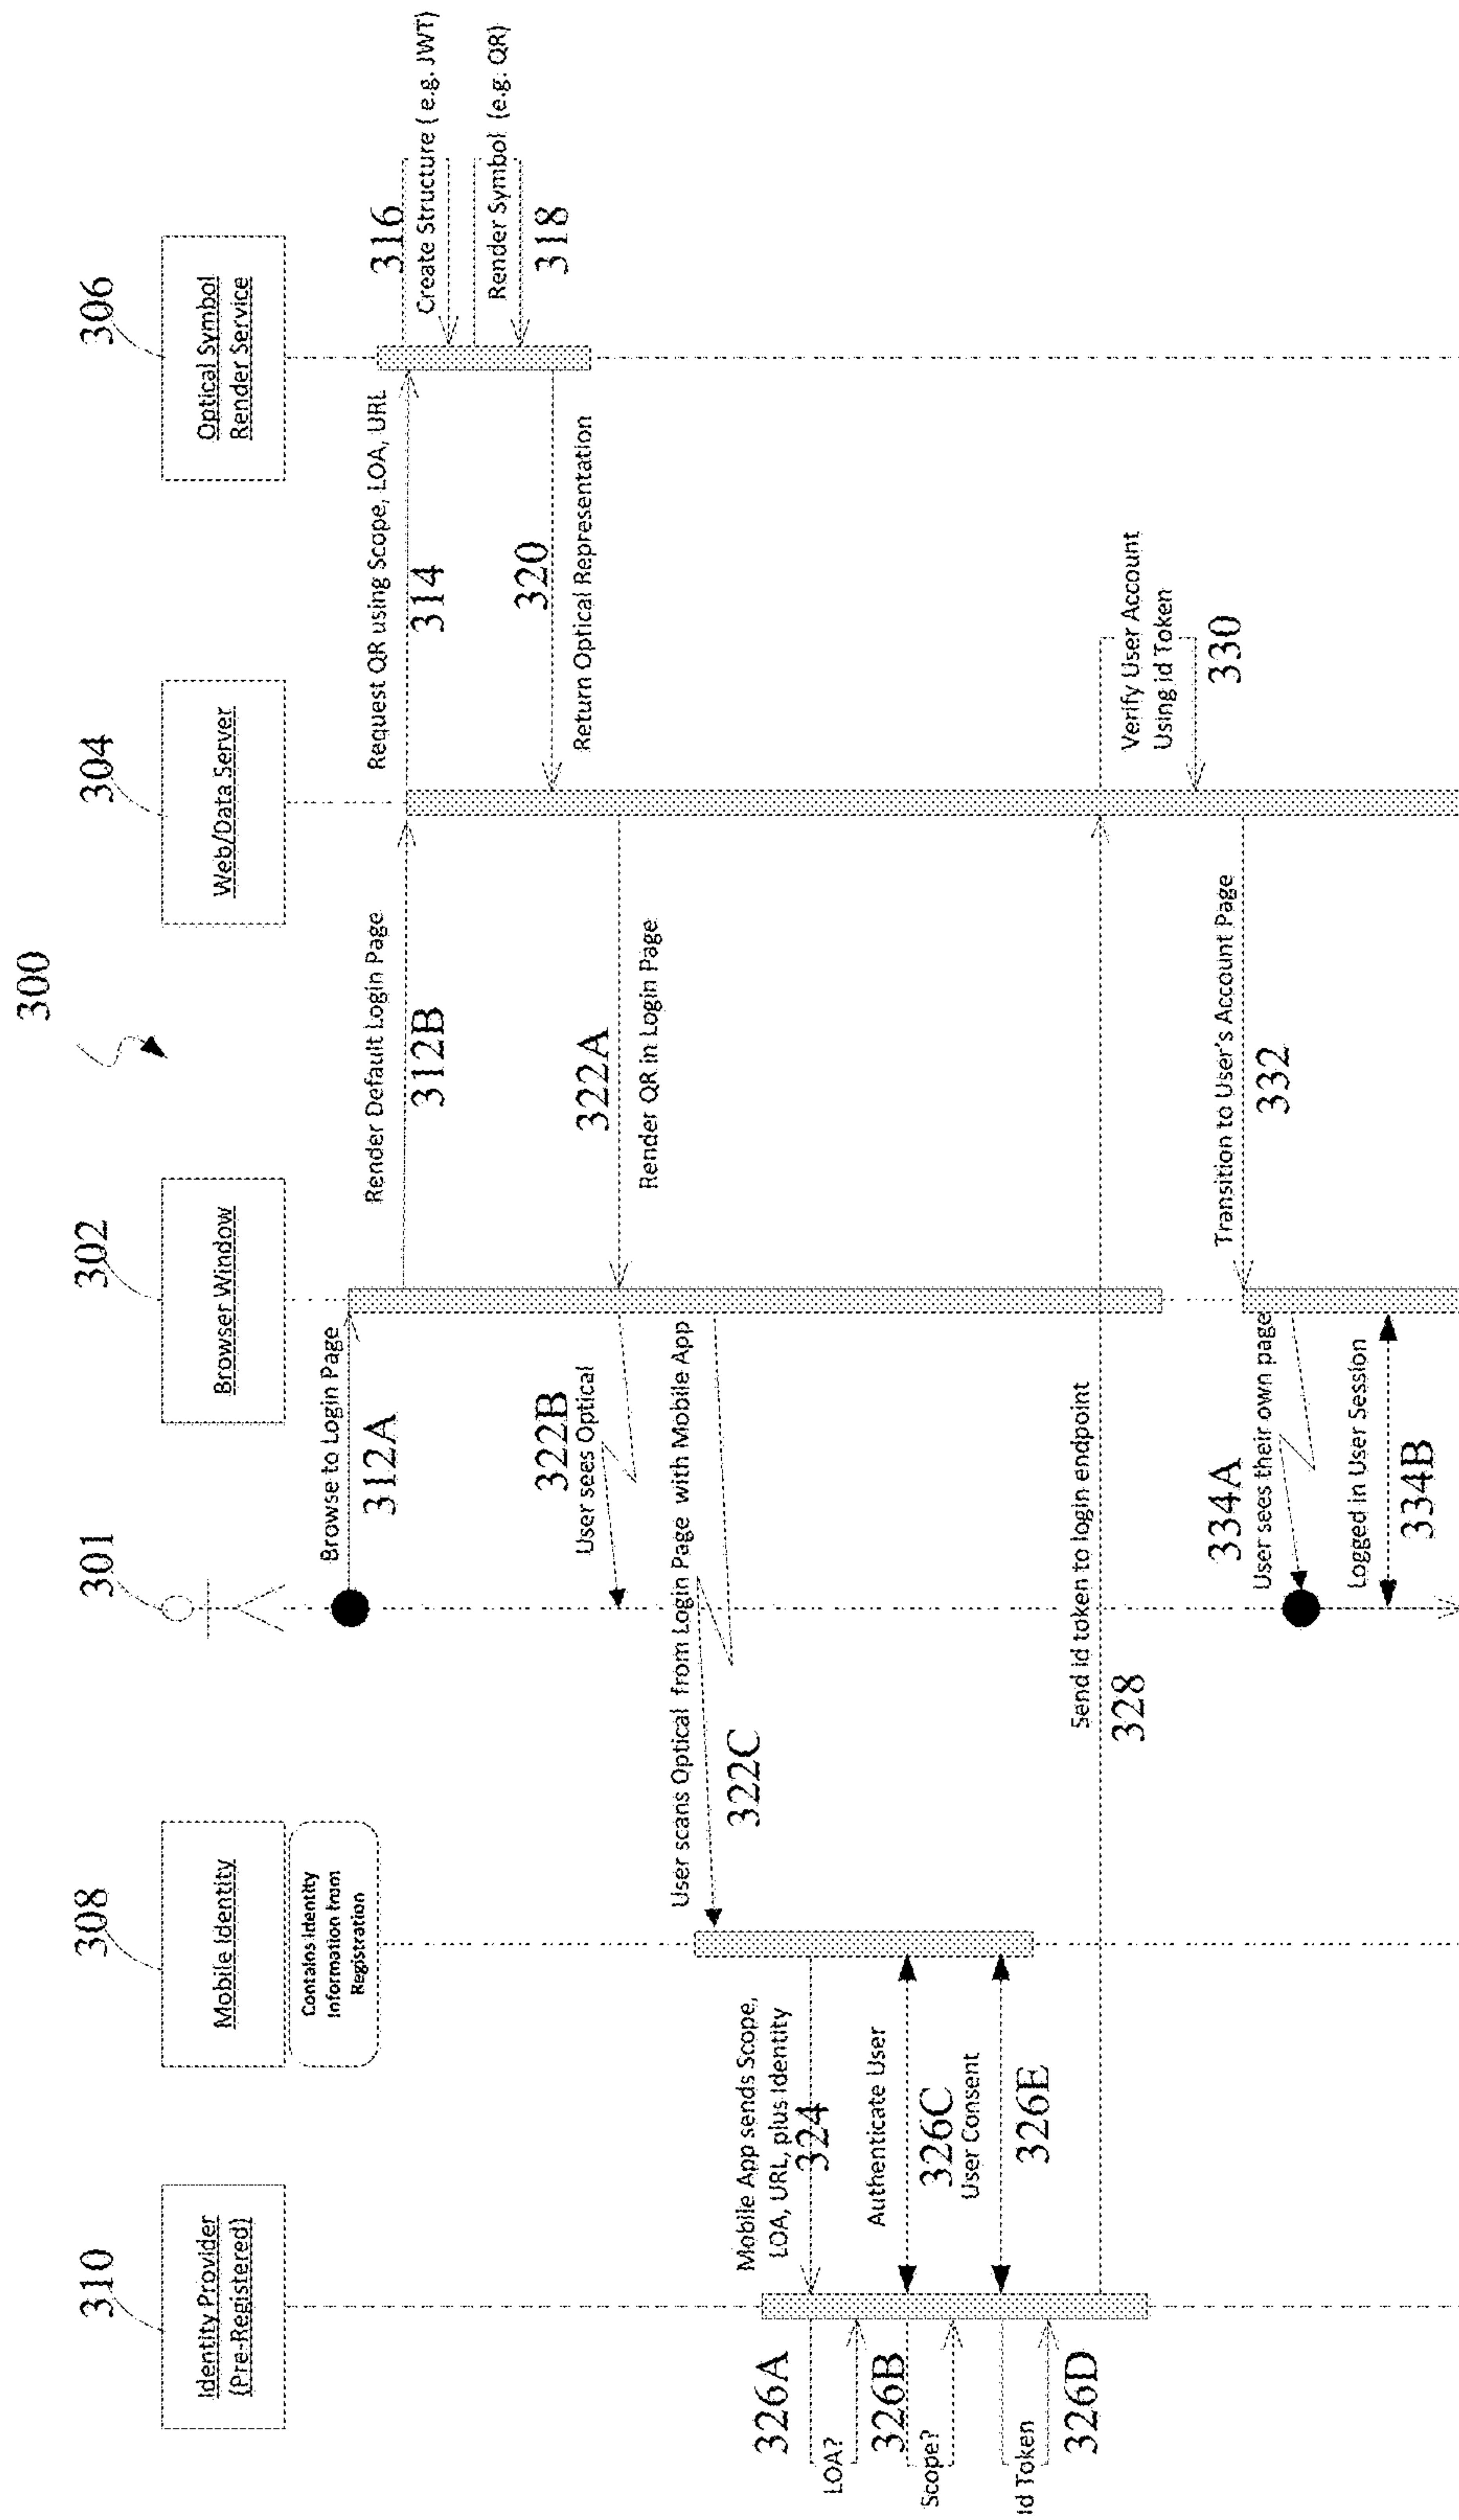 300
310
Identity Provider
(Pre-Registered)
308
Mobile Identity
Contains Identity
Information from
Registration
301
302
Browser Window
304
Web/Data Server
306
Optical Symbol
Render Service
Browse to Login Page
312A
Render Default Login Page
312B
Request QR using Scope, LOA, URL
314
316
Create Structure ( e.g. JWT)
Render Symbol (e.g. QR)
318
320
Return Optical Representation
322A
Render QR in Login Page
322B
User sees Optical
User scans Optical from Login Page with Mobile App
322C
Mobile App sends Scope,
LOA, URL, plus Identity
324
326A
LOA?
Authenticate User
326B
Scope?
326C
User Consent
326E
Id Token
326D
Send id token to login endpoint
328
Verify User Account
Using id Token
330
Transition to User's Account Page
332
334A
User sees their own page
Logged in User Session
334B